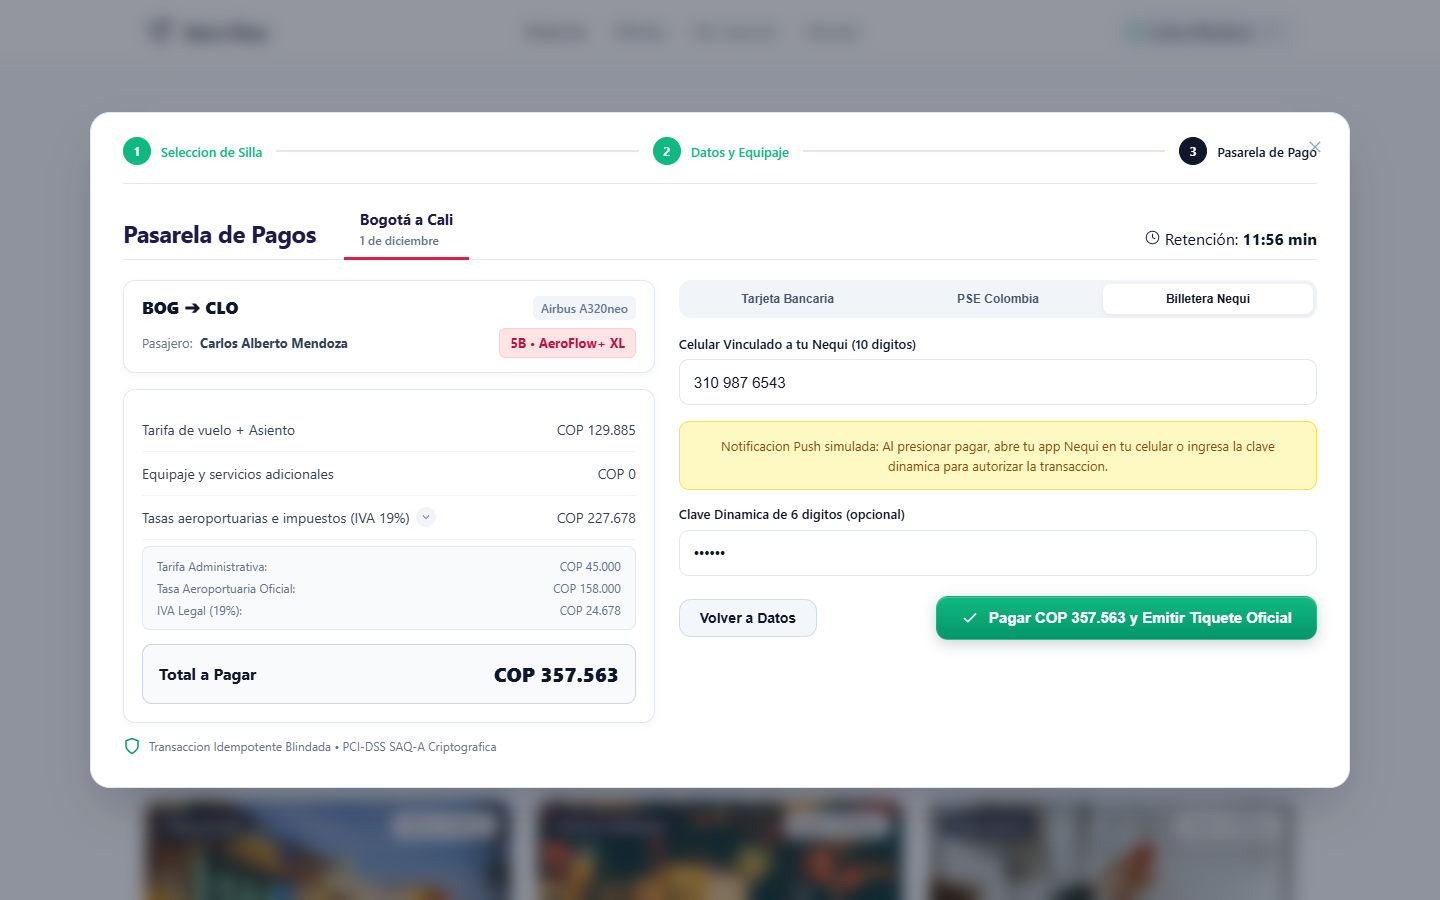 1 Seleccion de Silla
2 Datos y Equipaje
3 Pasarela de Pago
Pasarela de Pagos
Bogotá a Cali
1 de diciembre
Retención: 11:56 min
BOG ➔ CLO
Airbus A320neo
Pasajero: Carlos Alberto Mendoza
5B • AeroFlow+ XL
Tarifa de vuelo + Asiento COP 129.885
Equipaje y servicios adicionales COP 0
Tasas aeroportuarias e impuestos (IVA 19%) COP 227.678
Tarifa Administrativa: COP 45.000
Tasa Aeroportuaria Oficial: COP 158.000
IVA Legal (19%): COP 24.678
Total a Pagar COP 357.563
Transaccion Idempotente Blindada • PCI-DSS SAQ-A Criptografica
Tarjeta Bancaria
PSE Colombia
Billetera Nequi
Celular Vinculado a tu Nequi (10 digitos)
310 987 6543
Notificacion Push simulada: Al presionar pagar, abre tu app Nequi en tu celular o ingresa la clave
dinamica para autorizar la transaccion.
Clave Dinamica de 6 digitos (opcional)
••••••
Volver a Datos
Pagar COP 357.563 y Emitir Tiquete Oficial